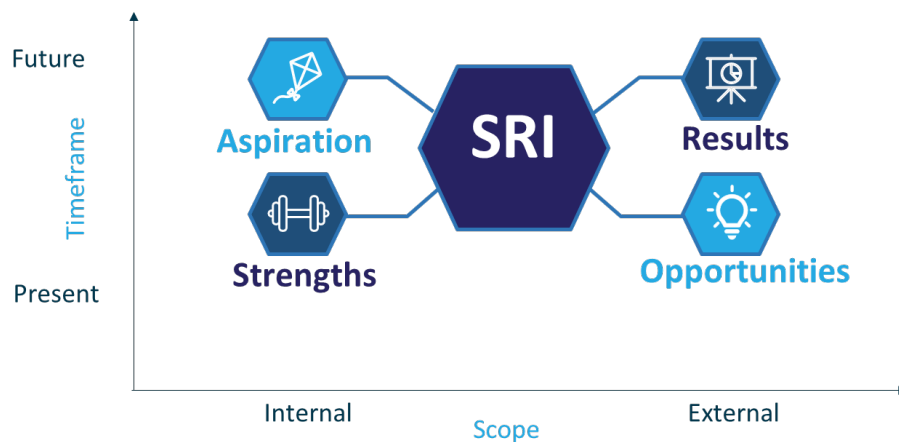 Future
Timeframe
Present
Aspiration
Strengths
SRI
Results
Opportunities
Internal
External
Scope